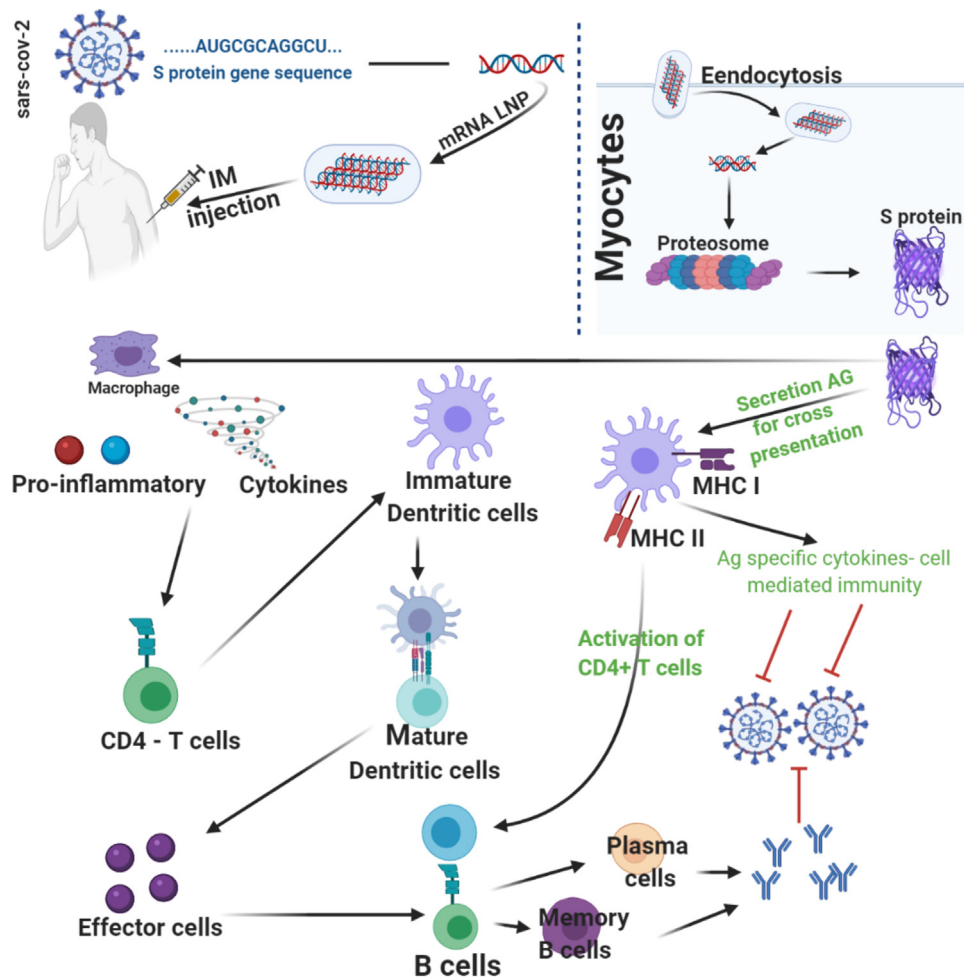 sars-cov-2
......AUGCGCAGGCU...
S protein gene sequence
mRNA LNP
IM
injection
Eendocytosis
Myocytes
Proteosome
S protein
Macrophage
Pro-inflammatory
Cytokines
Immature
Dentritic cells
Secretion AG
for cross
presentation
MHC I
MHC II
Ag specific cytokines- cell
mediated immunity
CD4 - T cells
Mature
Dentritic cells
Activation of
CD4+ T cells
Effector cells
B cells
Plasma
cells
Memory
B cells